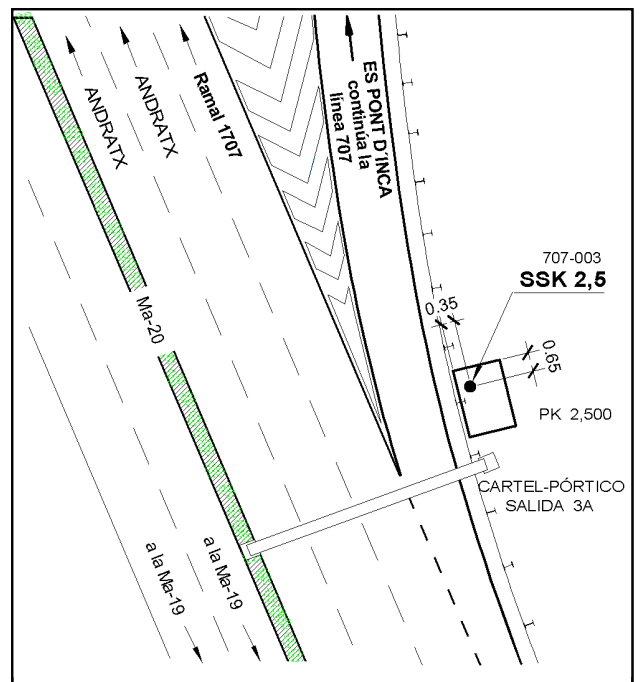 ANDRATX
ANDRATX
Ramal 1707
ES PONT D´INCA
continúa la
línea 707
707-003
SSK 2,5
0.35
0.65
Ma-20
PK 2,500
CARTEL-PÓRTICO
SALIDA 3A
a la Ma-19
a la Ma-19